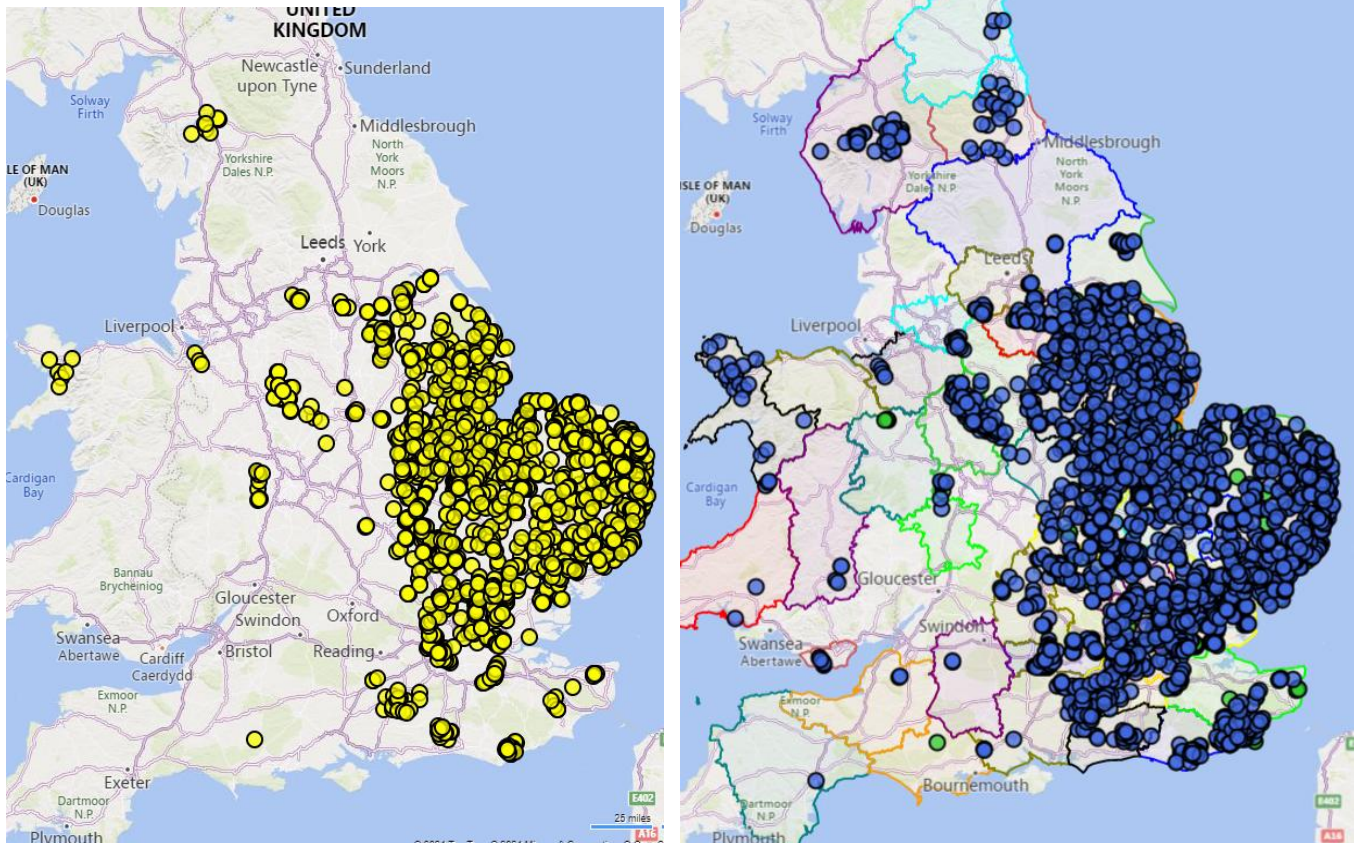 UNITED
KINGDOM
Newcastle
upon Tyne
Sunderland
Solway
Firth
Middlesbrough
Yorkshire
Dales N.P.
North
York
Moors
N.P.
LE OF MAN
(UK)
Douglas
Leeds
York
Liverpool
Cardigan
Bay
Bannau
Brycheiniog
Gloucester
Oxford
Swindon
Swansea
Abertawe
Cardiff
Caerdydd
Bristol
Reading
Exmoor
N.P.
Exeter
Dartmoor
N.P.
Plymouth
E402
25 miles
A16
Solway
Firth
Middlesbrough
North
York
Moors
N.P.
Yorkshire
Dales N.P.
ISLE OF MAN
(UK)
Douglas
Leeds
Liverpool
Cardigan
Bay
Gloucester
Swindon
Swansea
Abertawe
Exmoor
N.P.
Bournemouth
Dartmoor
N.P.
Plymouth
E402
A16